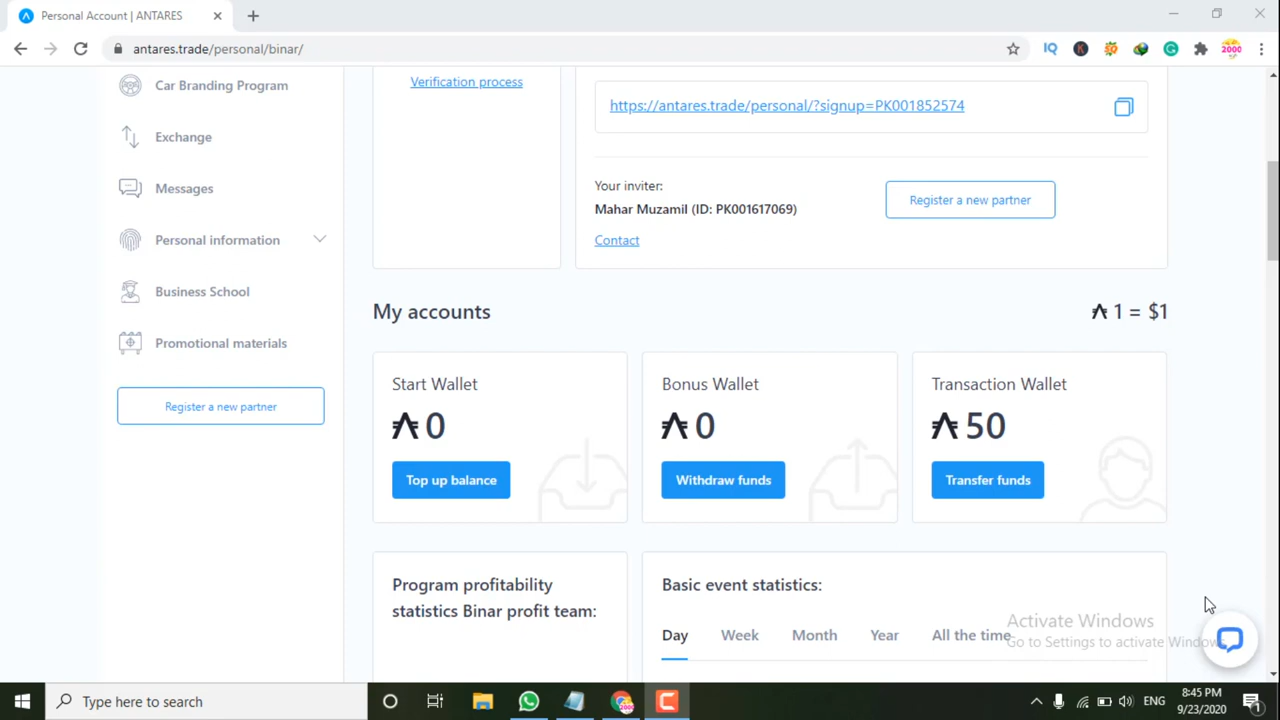 Personal Account | ANTARES
antares.trade/personal/binar/
IQ
K
2000
Car Branding Program
Exchange
Messages
Personal information
Business School
Promotional materials
Register a new partner
Verification process
https://antares.trade/personal/?signup=PK001852574
Your inviter:
Mahar Muzamil (ID: PK001617069)
Register a new partner
Contact
My accounts
1 = $1
Start Wallet
0
Top up balance
Bonus Wallet
0
Withdraw funds
Transaction Wallet
50
Transfer funds
Program profitability
statistics Binar profit team:
Basic event statistics:
Day Week Month Year All the time
Activate Windows
Go to Settings to activate Windows.
Type here to search
ENG
8:45 PM
9/23/2020
1